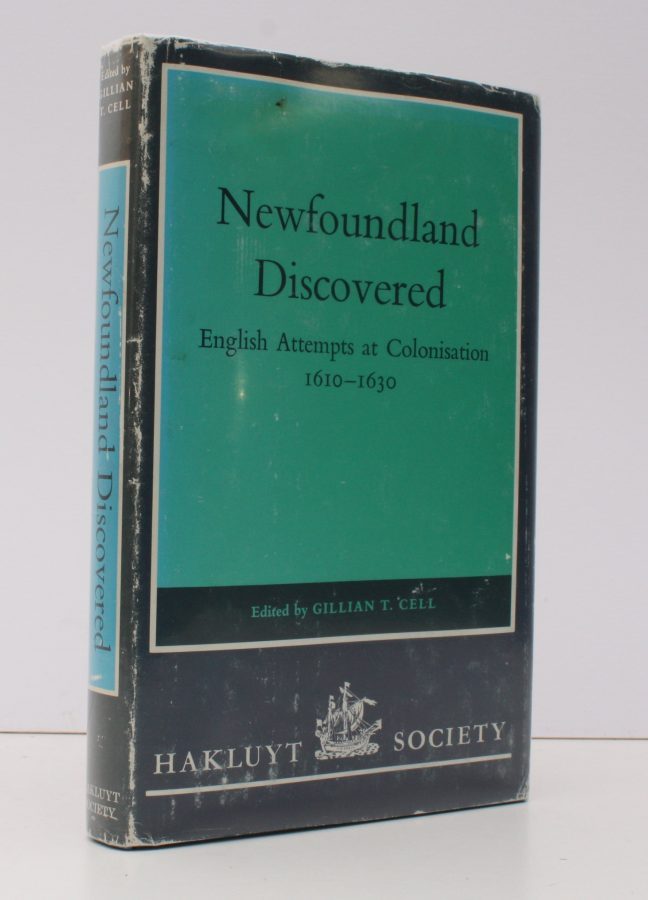 Newfoundland
Discovered
English Attempts at Colonisation
1610–1630
Edited by GILLIAN T. CELL
HAKLUYT SOCIETY
Edited by
GILLIAN
T. CELL
Newfoundland Discovered
HAKLUYT
SOCIETY